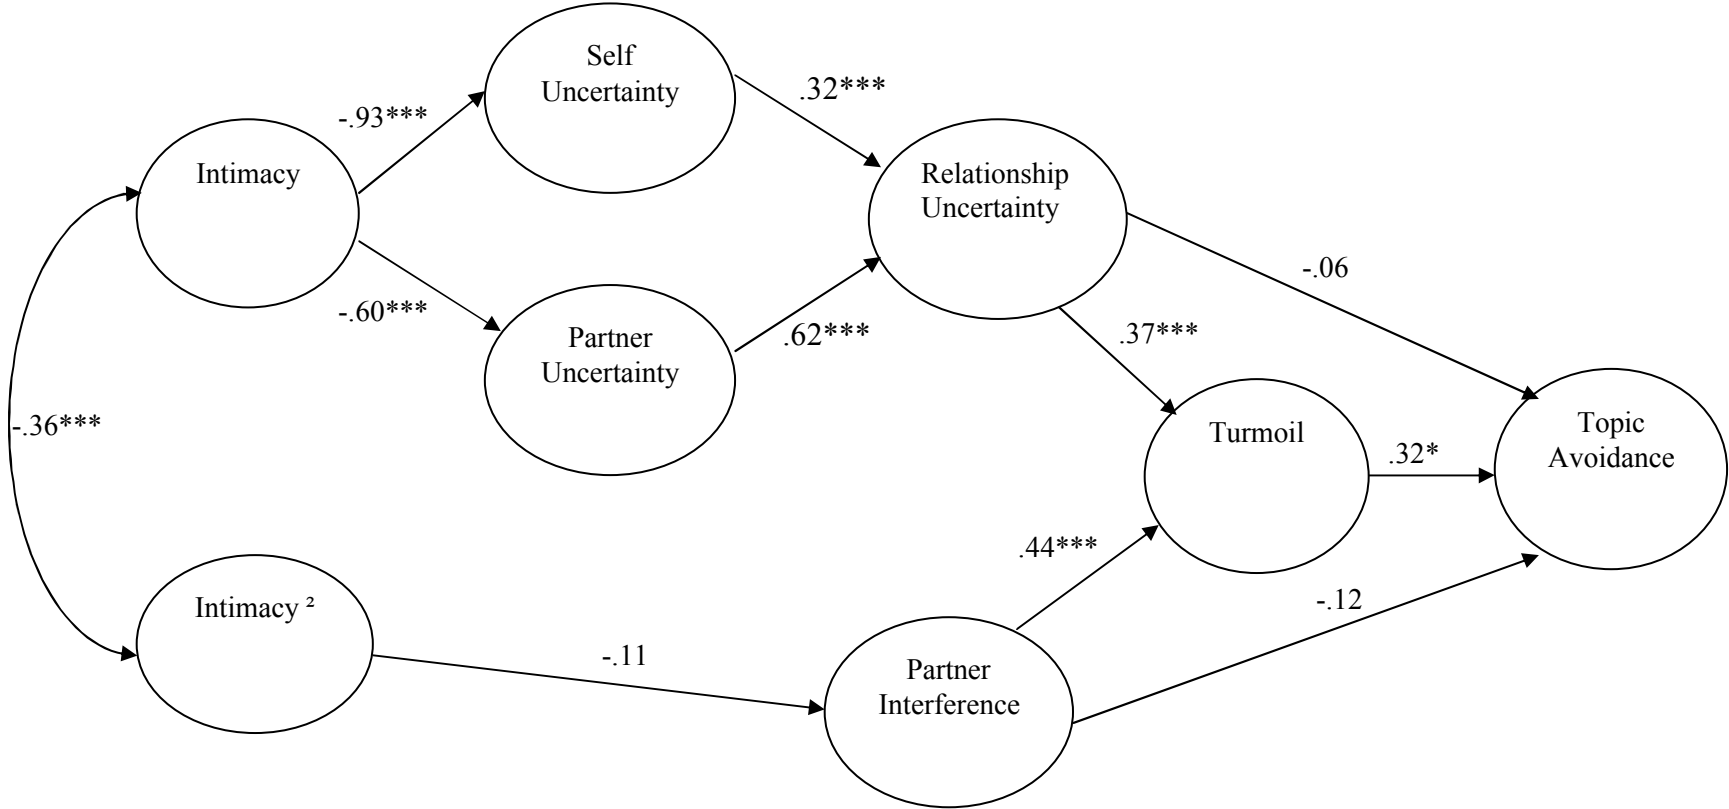 Self
Uncertainty
.32***
-.93***
Intimacy
Relationship
Uncertainty
-.06
-.60***
Partner
Uncertainty
.62***
.37***
-.36***
Turmoil
.32*
Topic
Avoidance
.44***
Intimacy ²
-.12
-.11
Partner
Interference